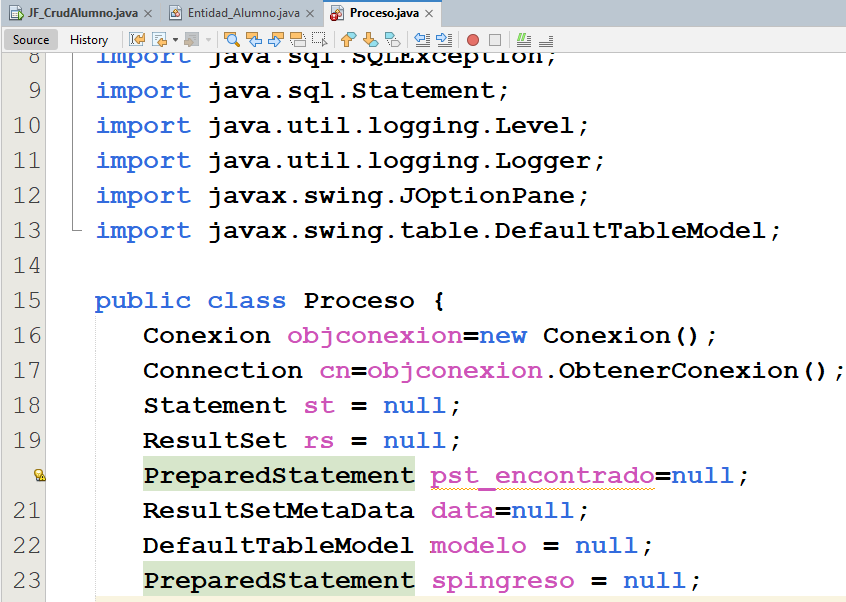 JF_CrudAlumno.java Entidad_Alumno.java Proceso.java
Source History
8 import java.sql.SQLException;
9 import java.sql.Statement;
10 import java.util.logging.Level;
11 import java.util.logging.Logger;
12 import javax.swing.JOptionPane;
13 import javax.swing.table.DefaultTableModel;
14
15 public class Proceso {
16 Conexion objconexion=new Conexion();
17 Connection cn=objconexion.ObtenerConexion();
18 Statement st = null;
19 ResultSet rs = null;
PreparedStatement pst_encontrado=null;
21 ResultSetMetaData data=null;
22 DefaultTableModel modelo = null;
23 PreparedStatement spingreso = null;